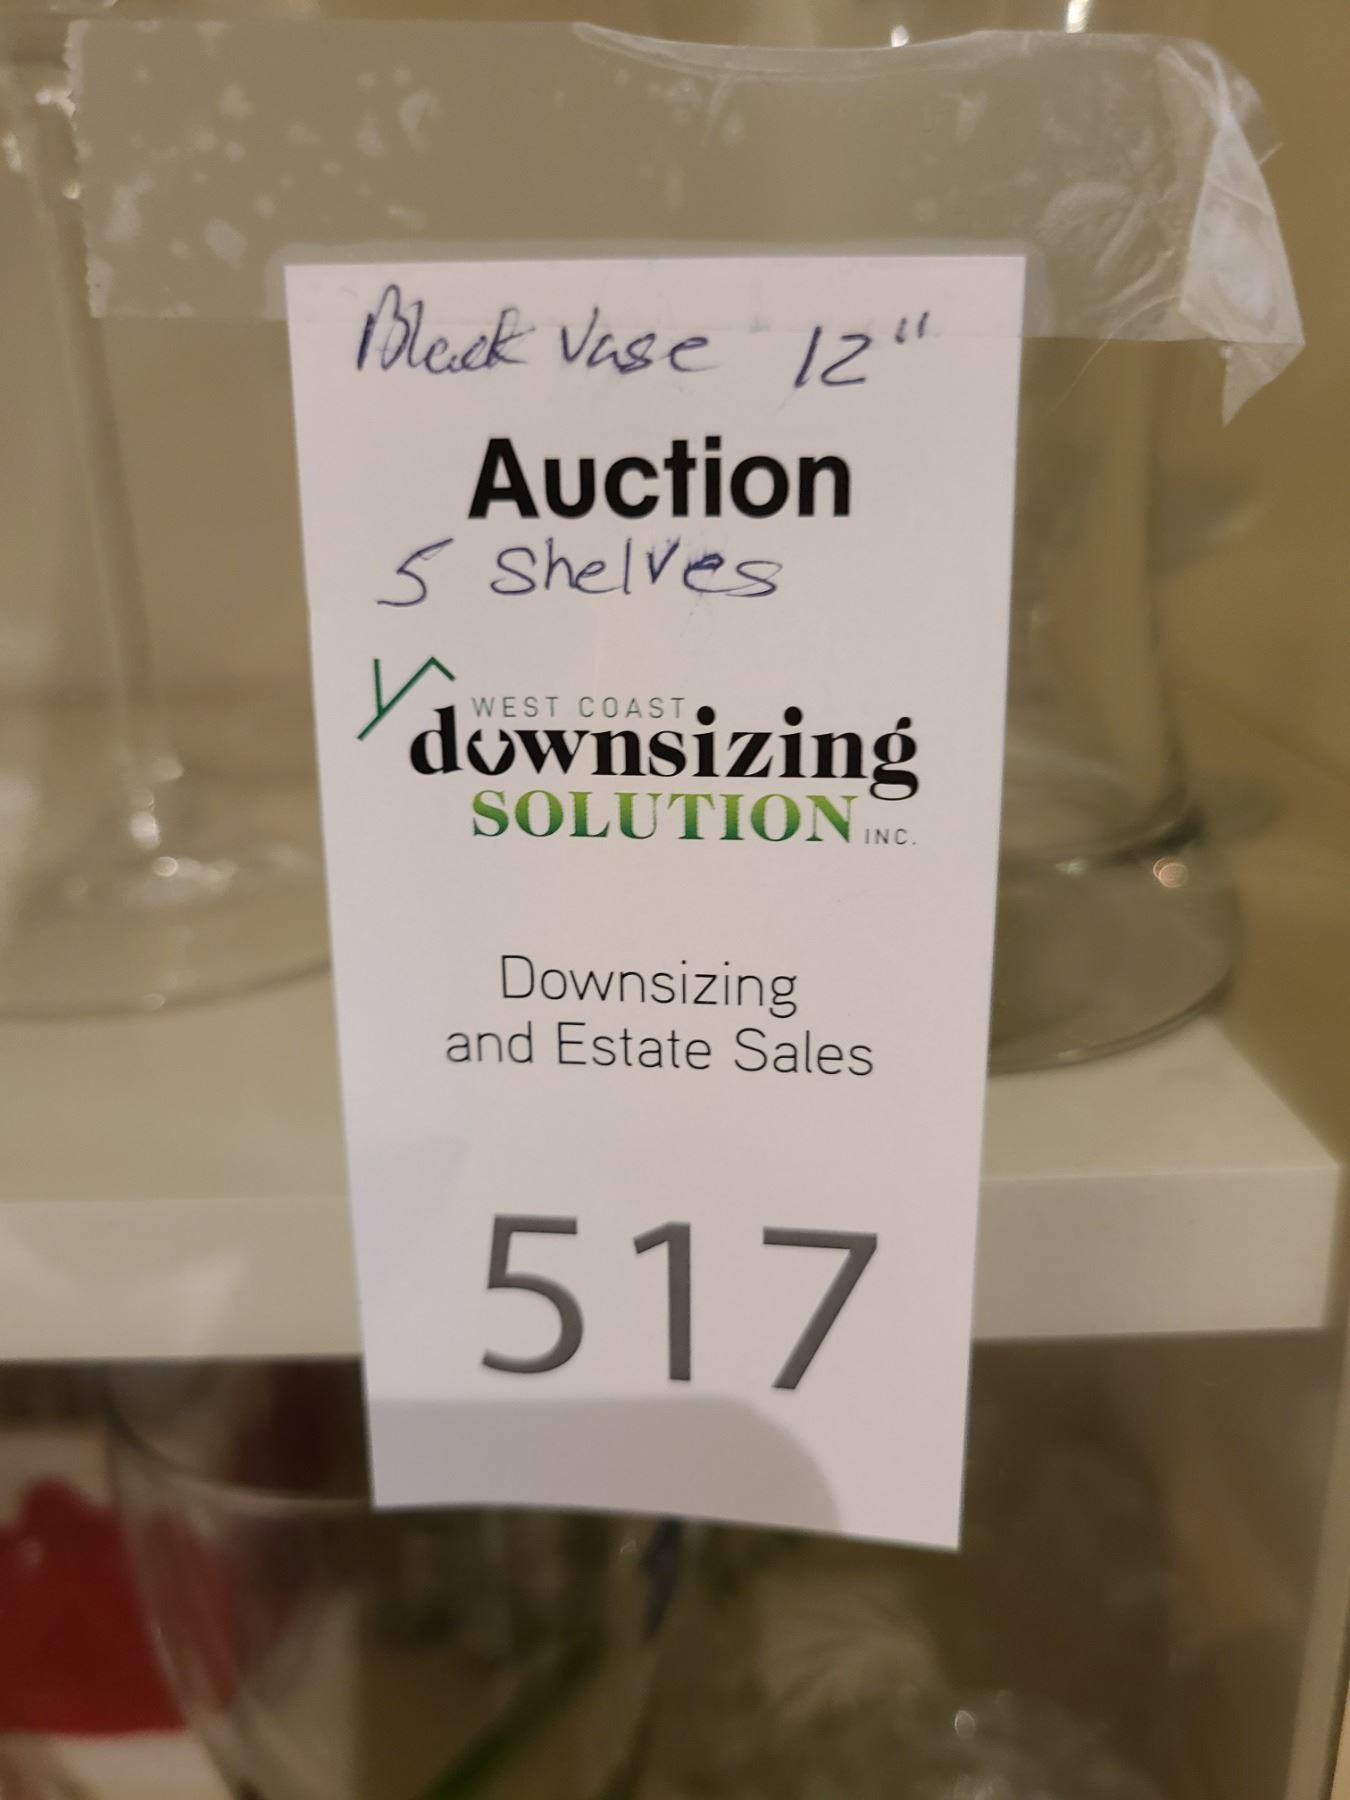 Black Vase 12"
Auction
5 Shelves
WEST COAST
downsizing
SOLUTION INC.
Downsizing
and Estate Sales
517